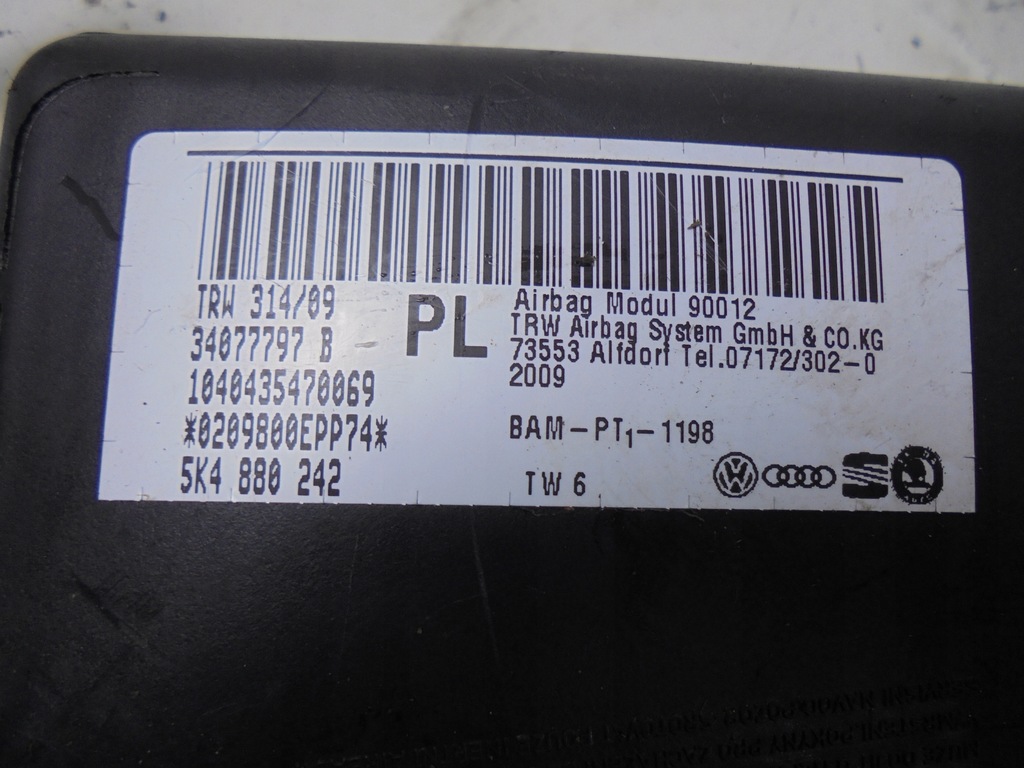 TRW 314/09
34077797 B
1040435470069
*0209800EPP74*
5K4 880 242
PL
Airbag Modul 90012
TRW Airbag System GmbH & CO.KG
73553 Alfdorf Tel.07172/302-0
2009
BAM-PT1-1198
TW 6